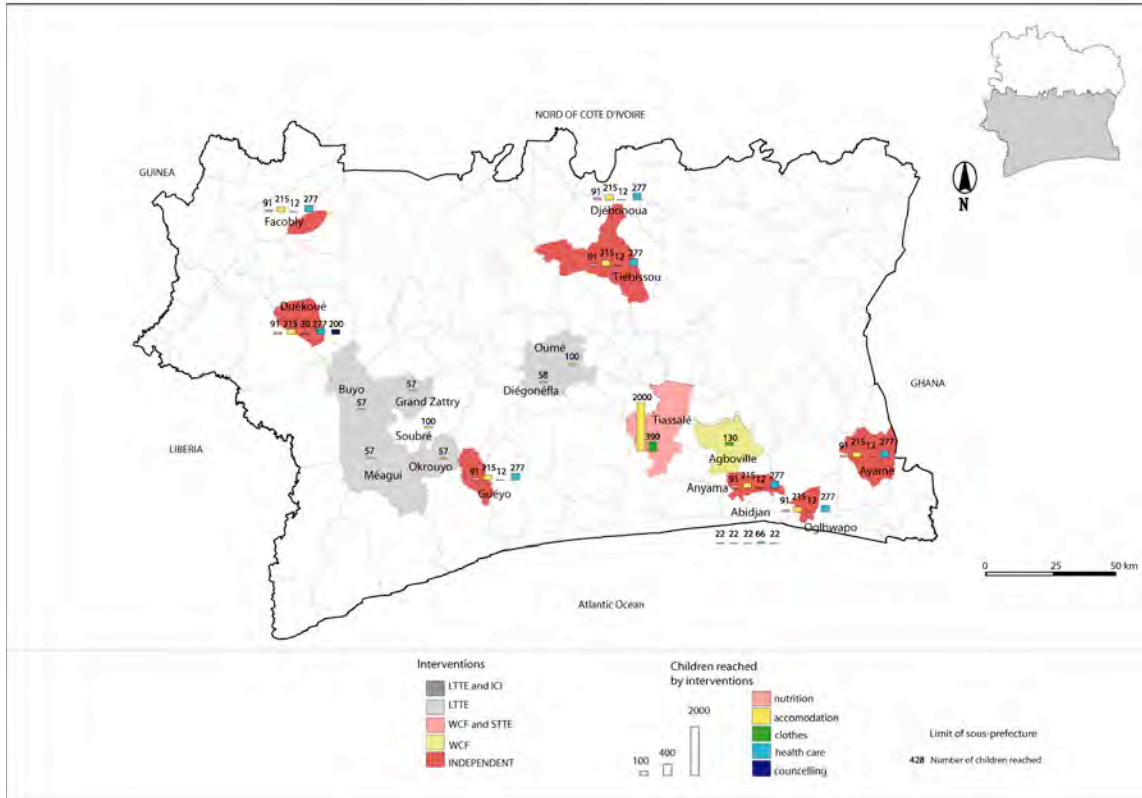 NORD OF COTE D'IVOIRE
GUINEA
N
91 215 12 277
Facobly
91 215 12 277
Djébonoua
91 215 12 277
Tiébissou
Duékoué
91 215 30 277 200
Oumé
100
58
Diégonéfla
GHANA
Buyo
57
57
Grand Zattry
2000
Tiassalé
390
100
Soubré
130
Agboville
LIBERIA
57
57
Méagui
Okrouyo
91 215 12 277
Guéyo
91 215 12 277
Ayamé
91 215 12 277
Anyama
Abidjan
91 215 12 277
Oglhwapo
22 22 22 66 22
0 25 50 km
Atlantic Ocean
Interventions
LTTE and ICI
LTTE
WCF and STTE
WCF
INDEPENDENT
Children reached
by interventions
2000
400
100
nutrition
accomodation
clothes
health care
councelling
Limit of sous-prefecture
428 Number of children reached